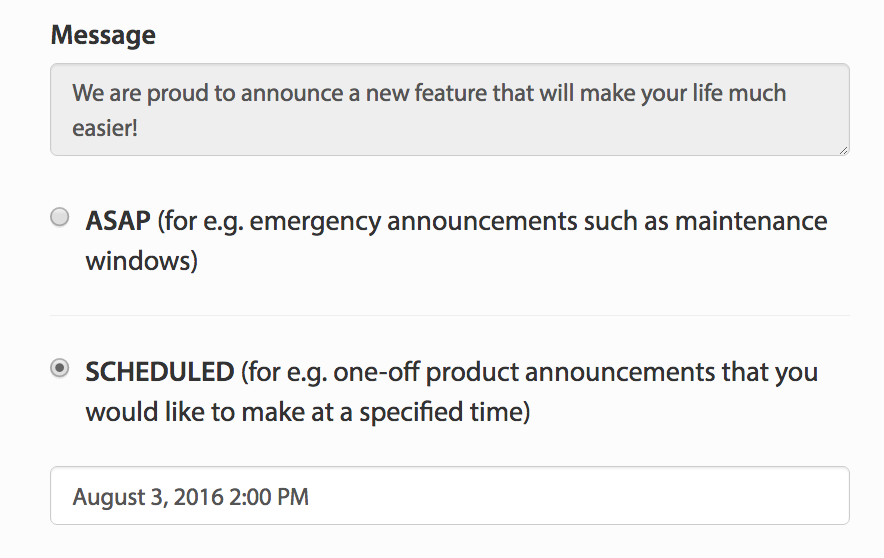 Message
We are proud to announce a new feature that will make your life much
easier!
ASAP (for e.g. emergency announcements such as maintenance
windows)
SCHEDULED (for e.g. one-off product announcements that you
would like to make at a specified time)
August 3, 2016 2:00 PM